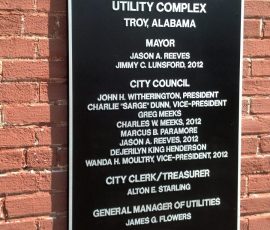 UTILITY COMPLEX
TROY, ALABAMA
MAYOR
JASON A. REEVES
JIMMY C. LUNSFORD, 2012
CITY COUNCIL
JOHN H. WITHERINGTON, PRESIDENT
CHARLIE "SARGE" DUNN, VICE-PRESIDENT
GREG MEEKS
CHARLES W. MEEKS, 2012
MARCUS B. PARAMORE
JASON A. REEVES, 2012
DEJERILYN KING HENDERSON
WANDA H. MOULTRY, VICE-PRESIDENT, 2012
CITY CLERK/TREASURER
ALTON E. STARLING
GENERAL MANAGER OF UTILITIES
JAMES G. FLOWERS